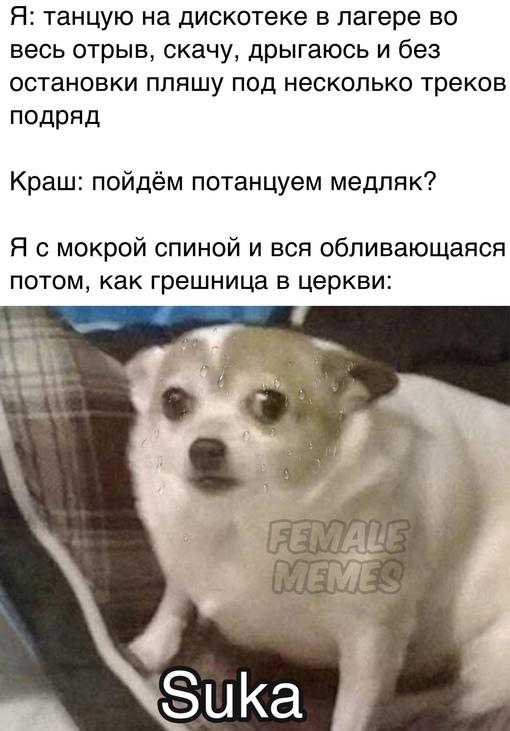 Я: танцую на дискотеке в лагере во
весь отрыв, скачу, дрыгаюсь и без
остановки пляшу под несколько треков
подряд
Краш: пойдём потанцуем медляк?
Я с мокрой спиной и вся обливающаяся
потом, как грешница в церкви:
FEMALE
MEMES
Suka